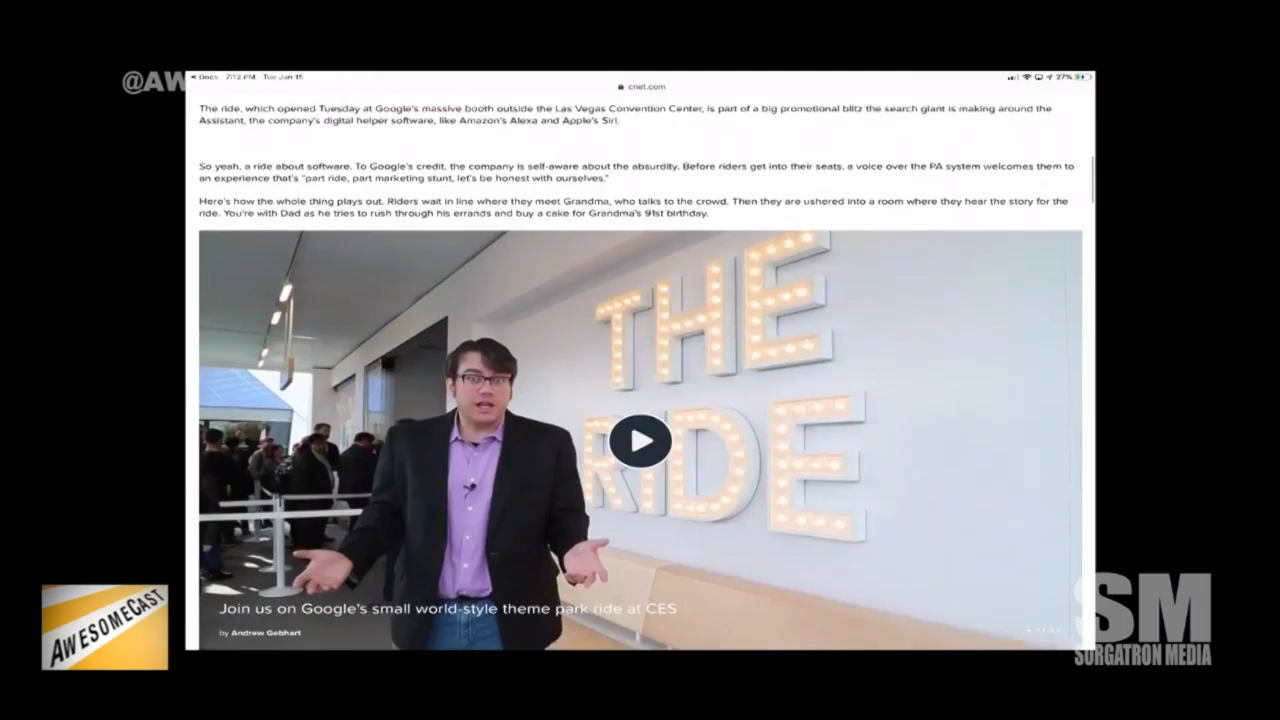 @AW
Docs 7:12 PM Tue Jan 15
27%
cnet.com
The ride, which opened Tuesday at Google's massive booth outside the Las Vegas Convention Center, is part of a big promotional blitz the search giant is making around the
Assistant, the company's digital helper software, like Amazon's Alexa and Apple's Siri.
So yeah, a ride about software. To Google's credit, the company is self-aware about the absurdity. Before riders get into their seats, a voice over the PA system welcomes them to
an experience that's "part ride, part marketing stunt, let's be honest with ourselves."
Here's how the whole thing plays out. Riders wait in line where they meet Grandma, who talks to the crowd. Then they are ushered into a room where they hear the story for the
ride. You're with Dad as he tries to rush through his errands and buy a cake for Grandma's 91st birthday.
THE
RIDE
Join us on Google's small world-style theme park ride at CES
by Andrew Gebhart
AWESOMECAST
SM
SORGATRON MEDIA